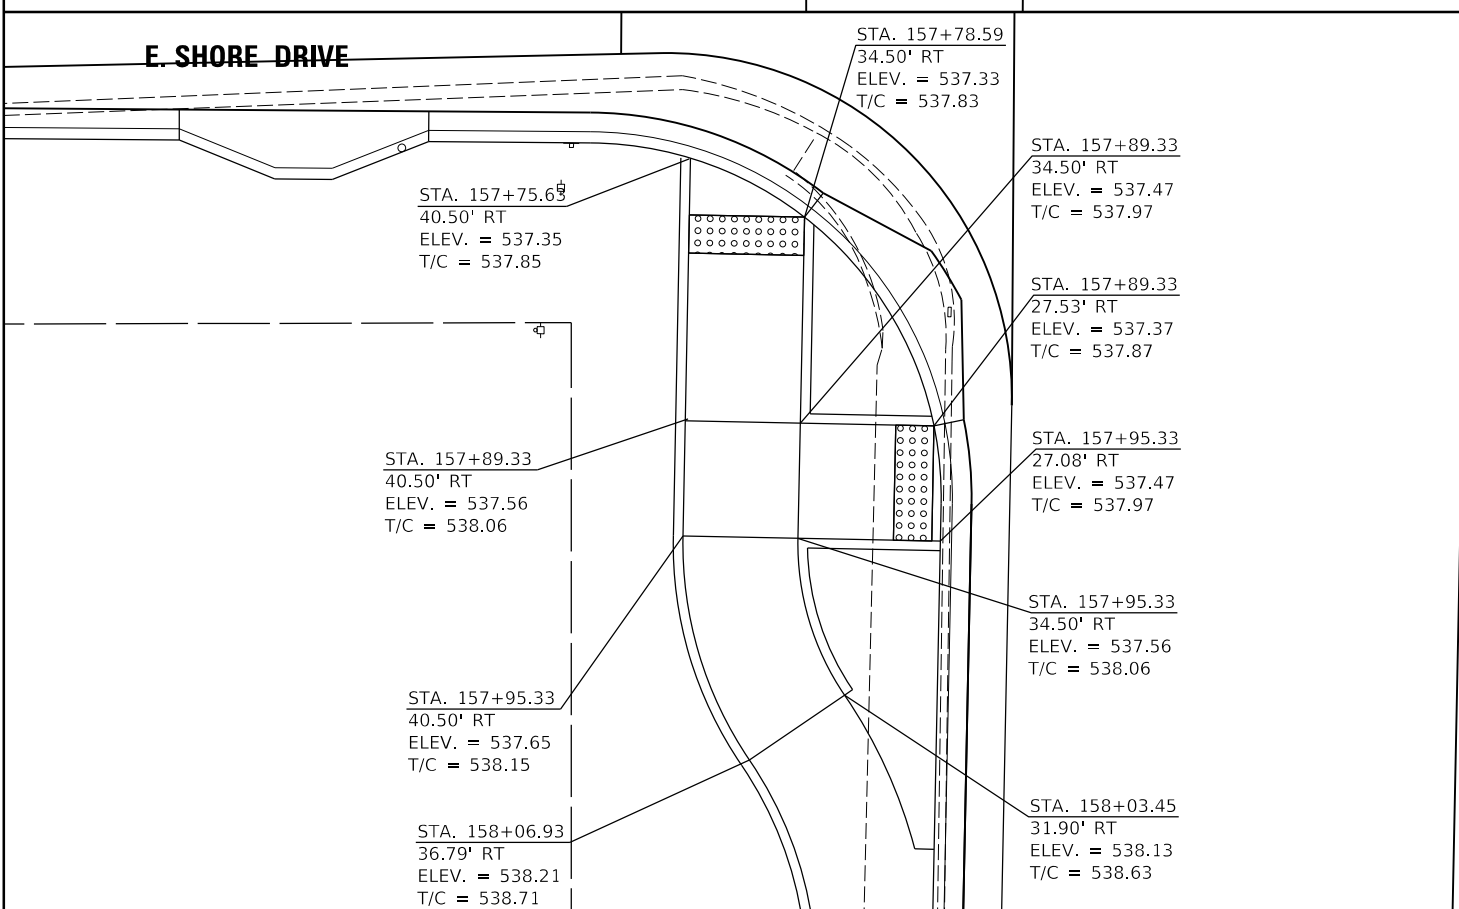 E. SHORE DRIVE
STA. 157+78.59
34.50' RT
ELEV. = 537.33
T/C = 537.83
STA. 157+89.33
34.50' RT
ELEV. = 537.47
T/C = 537.97
STA. 157+75.63
40.50' RT
ELEV. = 537.35
T/C = 537.85
STA. 157+89.33
27.53' RT
ELEV. = 537.37
T/C = 537.87
STA. 157+89.33
40.50' RT
ELEV. = 537.56
T/C = 538.06
STA. 157+95.33
27.08' RT
ELEV. = 537.47
T/C = 537.97
STA. 157+95.33
34.50' RT
ELEV. = 537.56
T/C = 538.06
STA. 157+95.33
40.50' RT
ELEV. = 537.65
T/C = 538.15
STA. 158+03.45
31.90' RT
ELEV. = 538.13
T/C = 538.63
STA. 158+06.93
36.79' RT
ELEV. = 538.21
T/C = 538.71